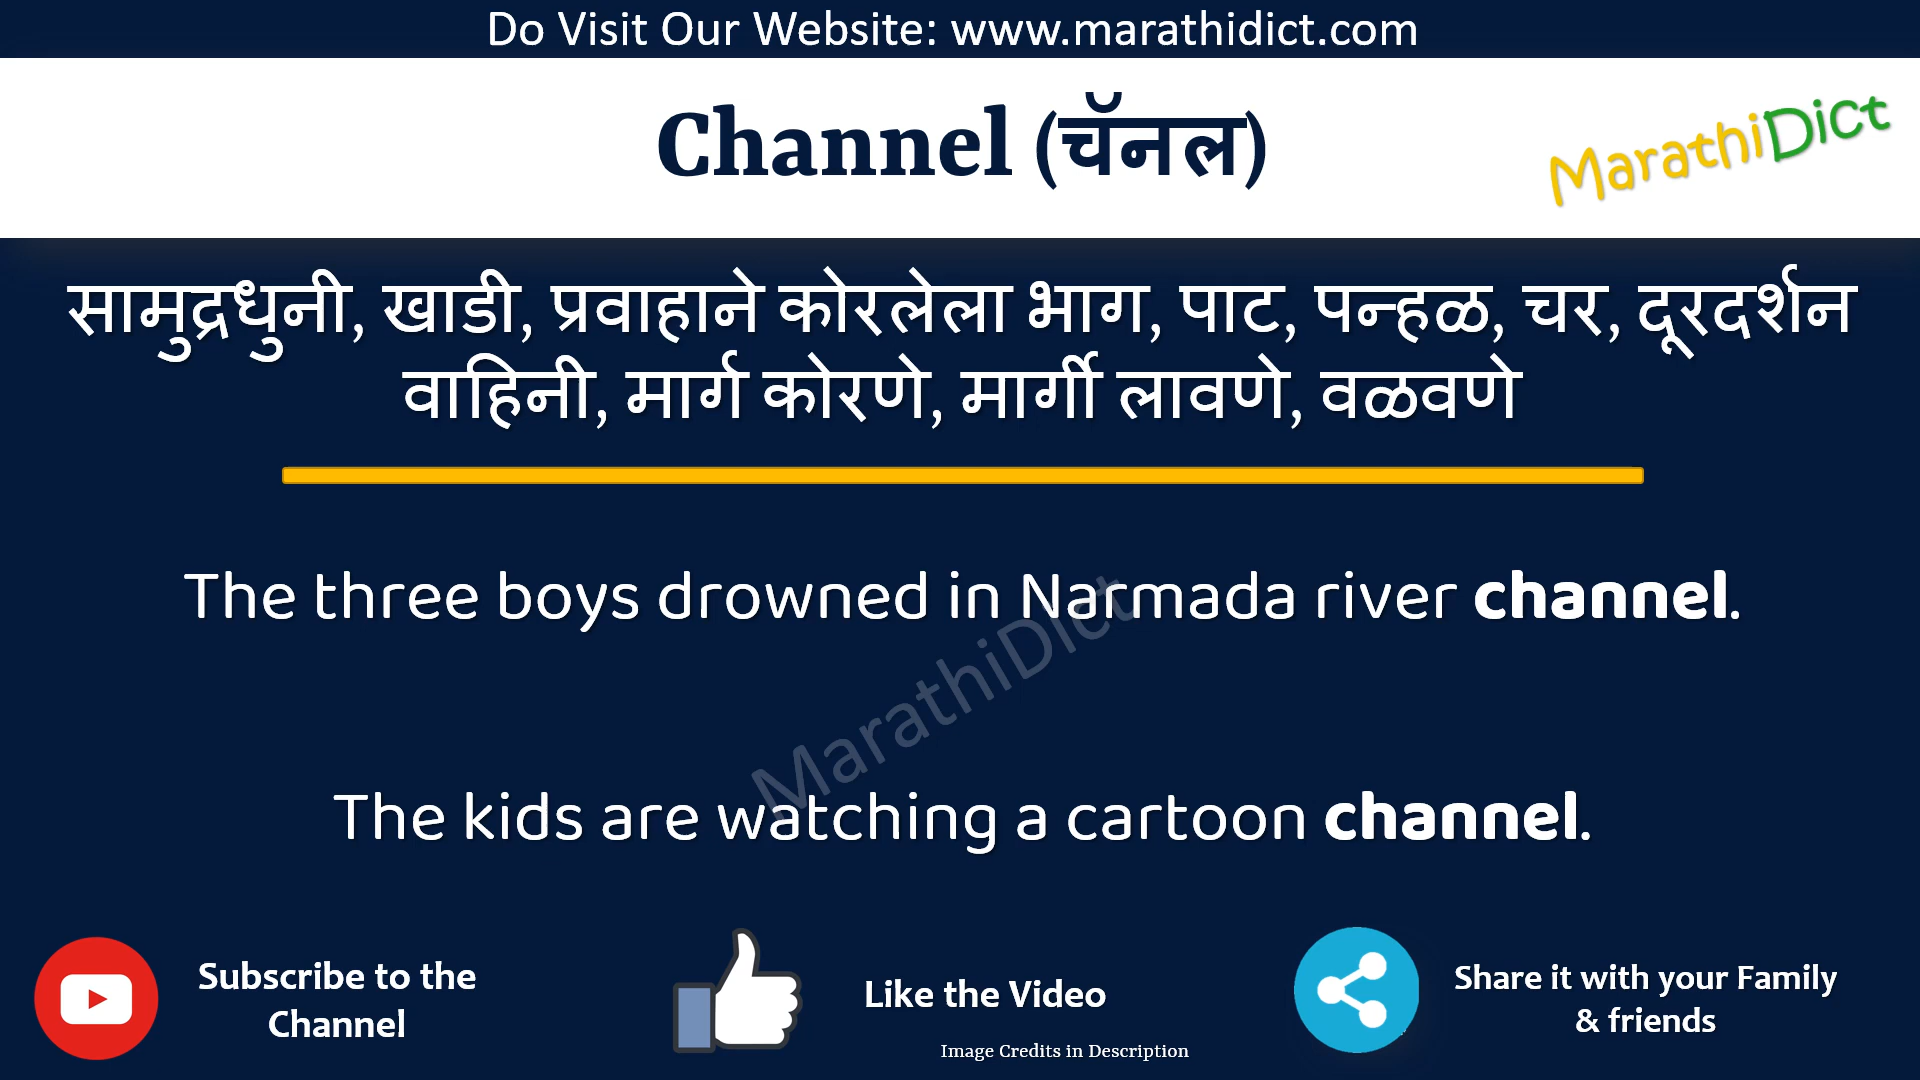 Do Visit Our Website: www.marathidict.com
Channel (चॅनल)
MarathiDict
सामुद्रधुनी, खाडी, प्रवाहाने कोरलेला भाग, पाट, पन्हळ, चर, दूरदर्शन
वाहिनी, मार्ग कोरणे, मार्गी लावणे, वळवणे
The three boys drowned in Narmada river channel.
MarathiDict
The kids are watching a cartoon channel.
Subscribe to the
Channel
Like the Video
Share it with your Family
& friends
Image Credits in Description